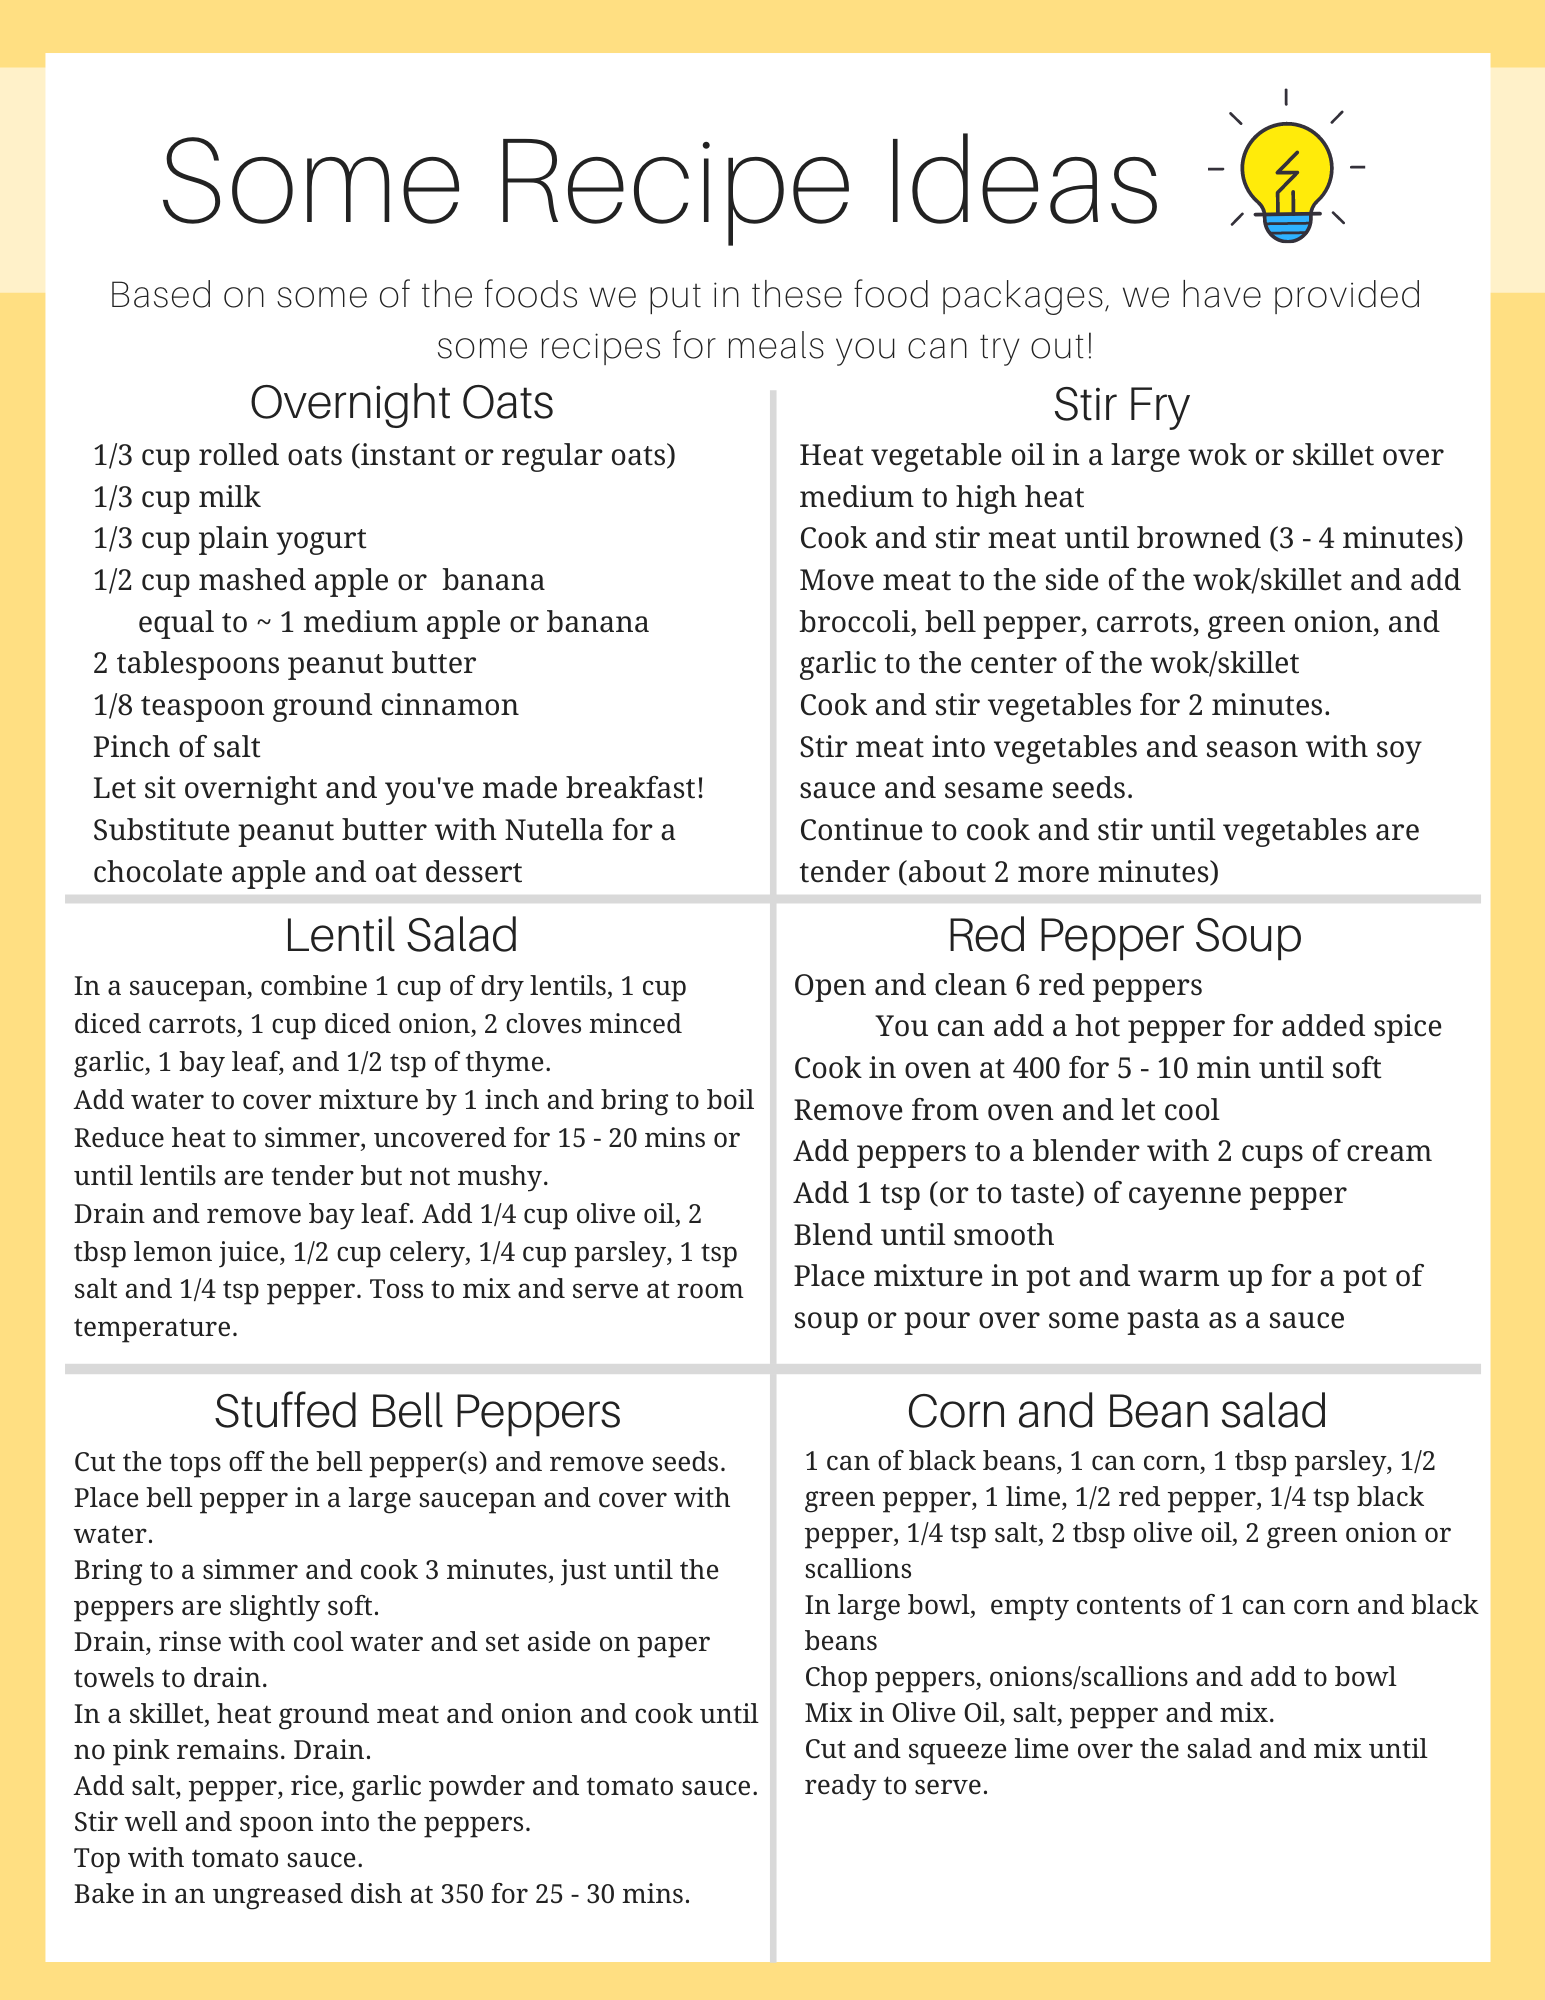 Some Recipe Ideas
Based on some of the foods we put in these food packages, we have provided
some recipes for meals you can try out!
Overnight Oats
1/3 cup rolled oats (instant or regular oats)
1/3 cup milk
1/3 cup plain yogurt
1/2 cup mashed apple or  banana
equal to ~ 1 medium apple or banana
2 tablespoons peanut butter
1/8 teaspoon ground cinnamon
Pinch of salt
Let sit overnight and you've made breakfast!
Substitute peanut butter with Nutella for a
chocolate apple and oat dessert
Stir Fry
Heat vegetable oil in a large wok or skillet over
medium to high heat
Cook and stir meat until browned (3 - 4 minutes)
Move meat to the side of the wok/skillet and add
broccoli, bell pepper, carrots, green onion, and
garlic to the center of the wok/skillet
Cook and stir vegetables for 2 minutes.
Stir meat into vegetables and season with soy
sauce and sesame seeds.
Continue to cook and stir until vegetables are
tender (about 2 more minutes)
Lentil Salad
In a saucepan, combine 1 cup of dry lentils, 1 cup
diced carrots, 1 cup diced onion, 2 cloves minced
garlic, 1 bay leaf, and 1/2 tsp of thyme.
Add water to cover mixture by 1 inch and bring to boil
Reduce heat to simmer, uncovered for 15 - 20 mins or
until lentils are tender but not mushy.
Drain and remove bay leaf. Add 1/4 cup olive oil, 2
tbsp lemon juice, 1/2 cup celery, 1/4 cup parsley, 1 tsp
salt and 1/4 tsp pepper. Toss to mix and serve at room
temperature.
Red Pepper Soup
Open and clean 6 red peppers
You can add a hot pepper for added spice
Cook in oven at 400 for 5 - 10 min until soft
Remove from oven and let cool
Add peppers to a blender with 2 cups of cream
Add 1 tsp (or to taste) of cayenne pepper
Blend until smooth
Place mixture in pot and warm up for a pot of
soup or pour over some pasta as a sauce
Stuffed Bell Peppers
Cut the tops off the bell pepper(s) and remove seeds.
Place bell pepper in a large saucepan and cover with
water.
Bring to a simmer and cook 3 minutes, just until the
peppers are slightly soft.
Drain, rinse with cool water and set aside on paper
towels to drain.
In a skillet, heat ground meat and onion and cook until
no pink remains. Drain.
Add salt, pepper, rice, garlic powder and tomato sauce.
Stir well and spoon into the peppers.
Top with tomato sauce.
Bake in an ungreased dish at 350 for 25 - 30 mins.
Corn and Bean salad
1 can of black beans, 1 can corn, 1 tbsp parsley, 1/2
green pepper, 1 lime, 1/2 red pepper, 1/4 tsp black
pepper, 1/4 tsp salt, 2 tbsp olive oil, 2 green onion or
scallions
In large bowl,  empty contents of 1 can corn and black
beans
Chop peppers, onions/scallions and add to bowl
Mix in Olive Oil, salt, pepper and mix.
Cut and squeeze lime over the salad and mix until
ready to serve.